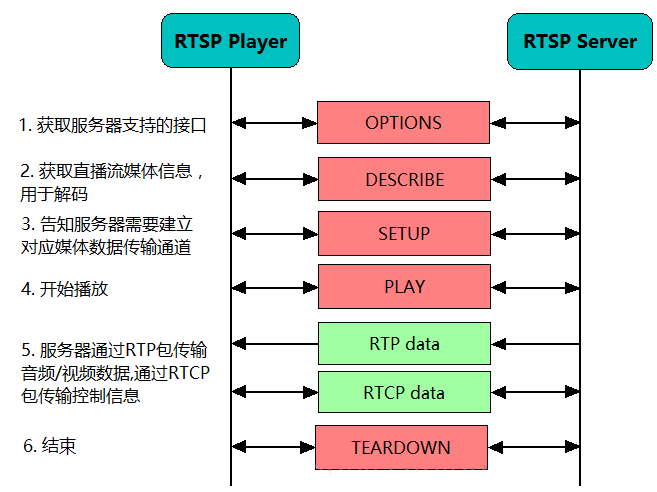 RTSP Player
RTSP Server
1. 获取服务器支持的接口
OPTIONS
2. 获取直播流媒体信息，
用于解码
DESCRIBE
3. 告知服务器需要建立
对应媒体数据传输通道
SETUP
4. 开始播放
PLAY
5. 服务器通过RTP包传输
音频/视频数据,通过RTCP
包传输控制信息
RTP data
RTCP data
6. 结束
TEARDOWN